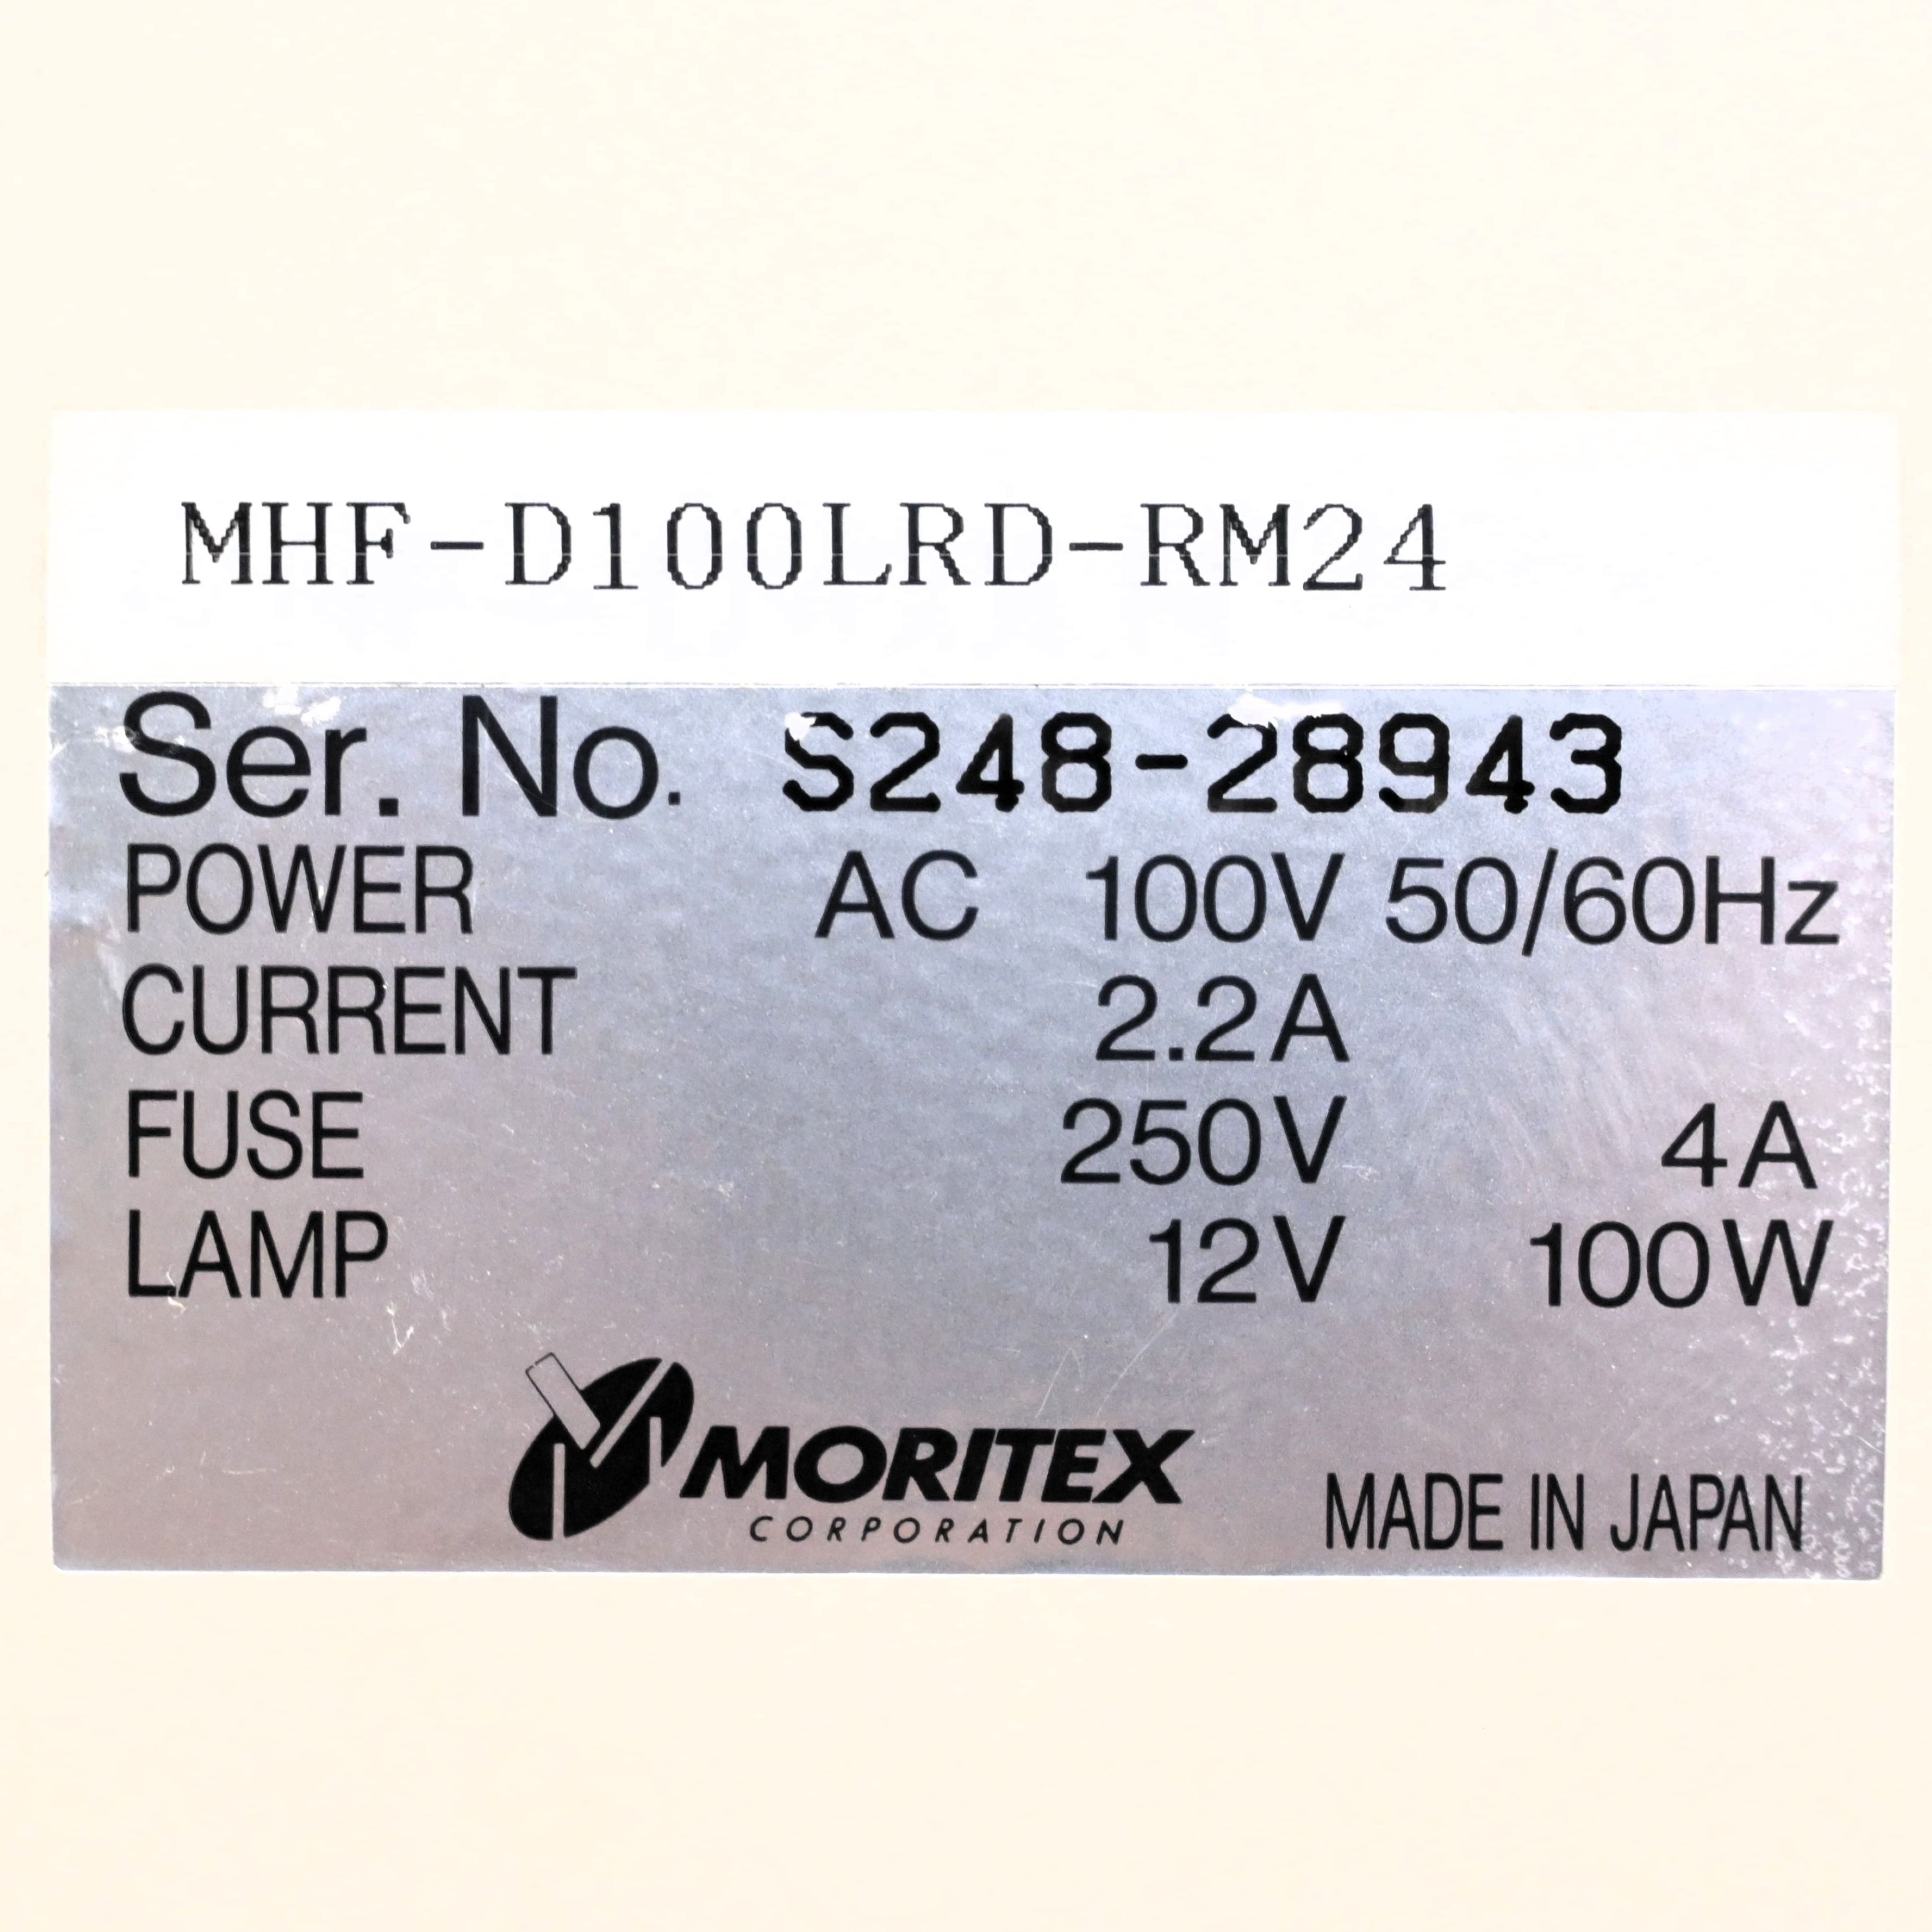 MHF-D100LRD-RM24
Ser. No. S248-28943
POWER AC 100V 50/60Hz
CURRENT 2.2A
FUSE 250V 4A
LAMP 12V 100W
MORITEX
CORPORATION
MADE IN JAPAN